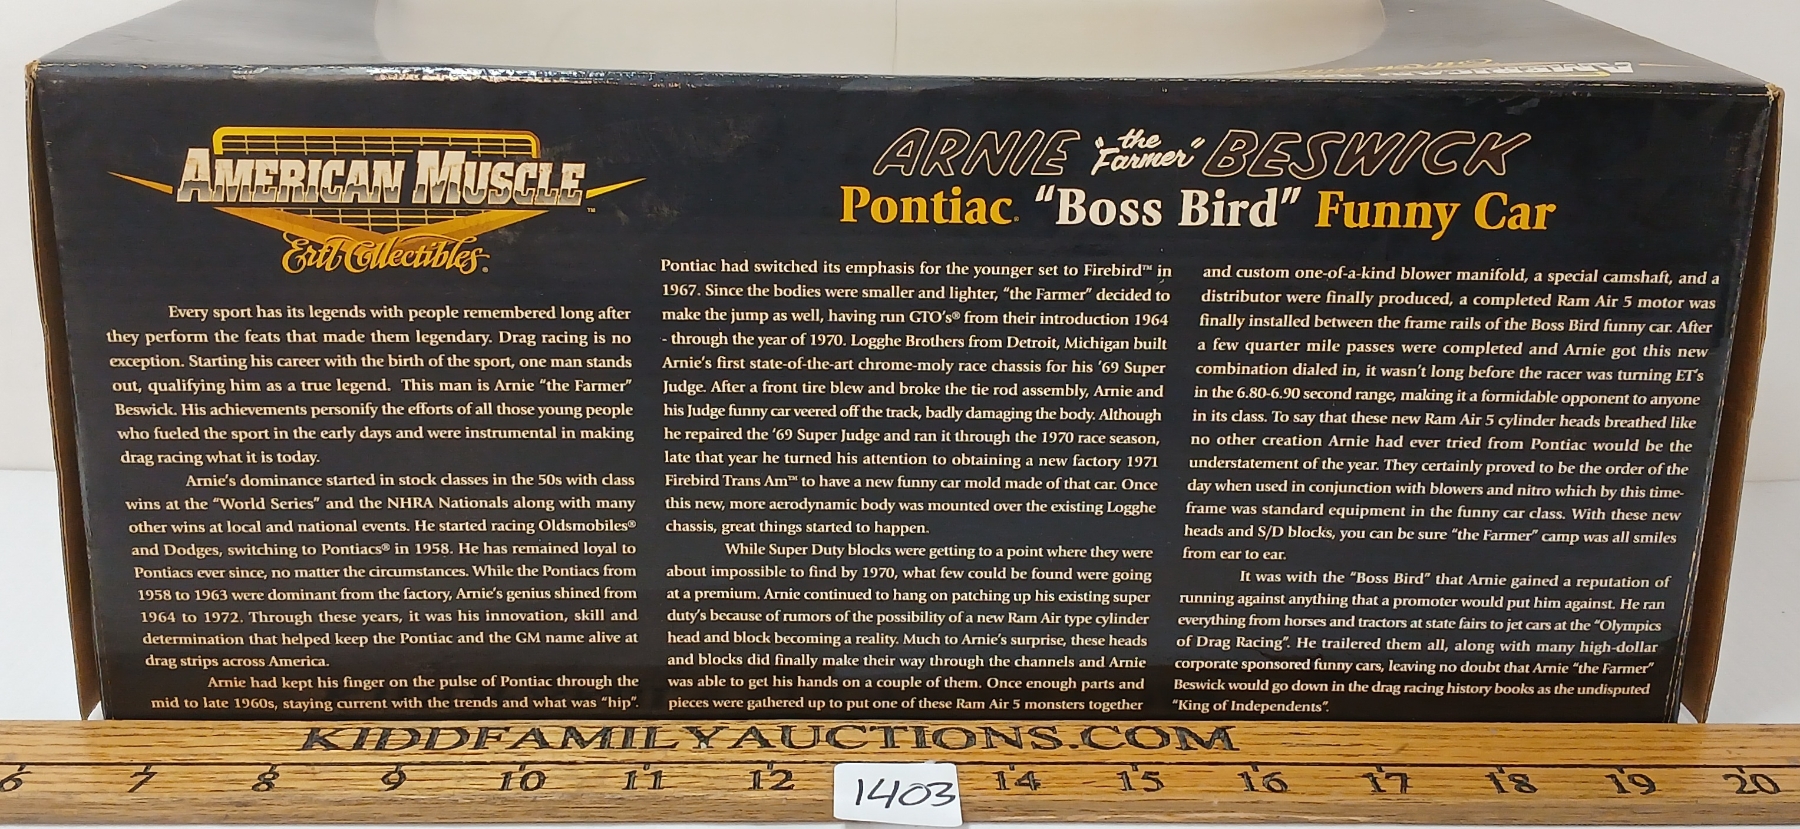 AMERICAN MUSCLE™
Ertl Collectibles®
ARNIE "the Farmer" BESWICK
Pontiac® "Boss Bird" Funny Car
Every sport has its legends with people remembered long after
they perform the feats that made them legendary. Drag racing is no
exception. Starting his career with the birth of the sport, one man stands
out, qualifying him as a true legend. This man is Arnie "the Farmer"
Beswick. His achievements personify the efforts of all those young people
who fueled the sport in the early days and were instrumental in making
drag racing what it is today.
Arnie's dominance started in stock classes in the 50s with class
wins at the "World Series" and the NHRA Nationals along with many
other wins at local and national events. He started racing Oldsmobiles®
and Dodges, switching to Pontiacs® in 1958. He has remained loyal to
Pontiacs ever since, no matter the circumstances. While the Pontiacs from
1958 to 1963 were dominant from the factory, Arnie's genius shined from
1964 to 1972. Through these years, it was his innovation, skill and
determination that helped keep the Pontiac and the GM name alive at
drag strips across America.
Arnie had kept his finger on the pulse of Pontiac through the
mid to late 1960s, staying current with the trends and what was "hip".
Pontiac had switched its emphasis for the younger set to Firebird™ in
1967. Since the bodies were smaller and lighter, "the Farmer" decided to
make the jump as well, having run GTO's® from their introduction 1964
- through the year of 1970. Logghe Brothers from Detroit, Michigan built
Arnie's first state-of-the-art chrome-moly race chassis for his '69 Super
Judge. After a front tire blew and broke the tie rod assembly, Arnie and
his Judge funny car veered off the track, badly damaging the body. Although
he repaired the '69 Super Judge and ran it through the 1970 race season,
late that year he turned his attention to obtaining a new factory 1971
Firebird Trans Am™ to have a new funny car mold made of that car. Once
this new, more aerodynamic body was mounted over the existing Logghe
chassis, great things started to happen.
While Super Duty blocks were getting to a point where they were
about impossible to find by 1970, what few could be found were going
at a premium. Arnie continued to hang on patching up his existing super
duty's because of rumors of the possibility of a new Ram Air type cylinder
head and block becoming a reality. Much to Arnie's surprise, these heads
and blocks did finally make their way through the channels and Arnie
was able to get his hands on a couple of them. Once enough parts and
pieces were gathered up to put one of these Ram Air 5 monsters together
and custom one-of-a-kind blower manifold, a special camshaft, and a
distributor were finally produced, a completed Ram Air 5 motor was
finally installed between the frame rails of the Boss Bird funny car. After
a few quarter mile passes were completed and Arnie got this new
combination dialed in, it wasn't long before the racer was turning ET's
in the 6.80-6.90 second range, making it a formidable opponent to anyone
in its class. To say that these new Ram Air 5 cylinder heads breathed like
no other creation Arnie had ever tried from Pontiac would be the
understatement of the year. They certainly proved to be the order of the
day when used in conjunction with blowers and nitro which by this time-
frame was standard equipment in the funny car class. With these new
heads and S/D blocks, you can be sure "the Farmer" camp was all smiles
from ear to ear.
It was with the "Boss Bird" that Arnie gained a reputation of
running against anything that a promoter would put him against. He ran
everything from horses and tractors at state fairs to jet cars at the "Olympics
of Drag Racing". He trailered them all, along with many high-dollar
corporate sponsored funny cars, leaving no doubt that Arnie "the Farmer"
Beswick would go down in the drag racing history books as the undisputed
"King of Independents".
KIDDFAMILYAUCTIONS.COM
6 7 8 9 10 11 12 14 15 16 17 18 19 20
1403